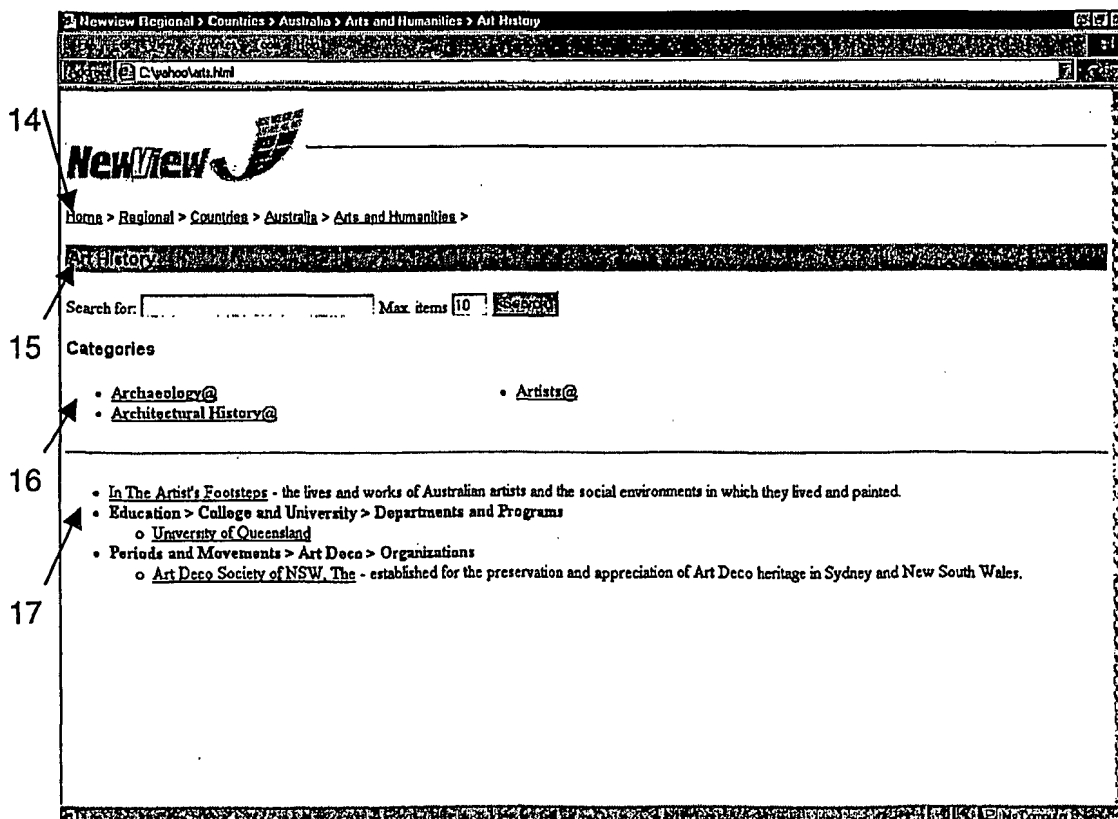 Newview Regional > Countries > Australia > Arts and Humanities > Art History
C:\yahoo\arts.html
14
NewView
Home > Regional > Countries > Australia > Arts and Humanities >
Art History
Search for: Max. items 10 Search
15
Categories
• Archaeology@ • Artists@
• Architectural History@
16
• In The Artist's Footsteps - the lives and works of Australian artists and the social environments in which they lived and painted.
• Education > College and University > Departments and Programs
o University of Queensland
• Periods and Movements > Art Deco > Organizations
o Art Deco Society of NSW, The - established for the preservation and appreciation of Art Deco heritage in Sydney and New South Wales.
17